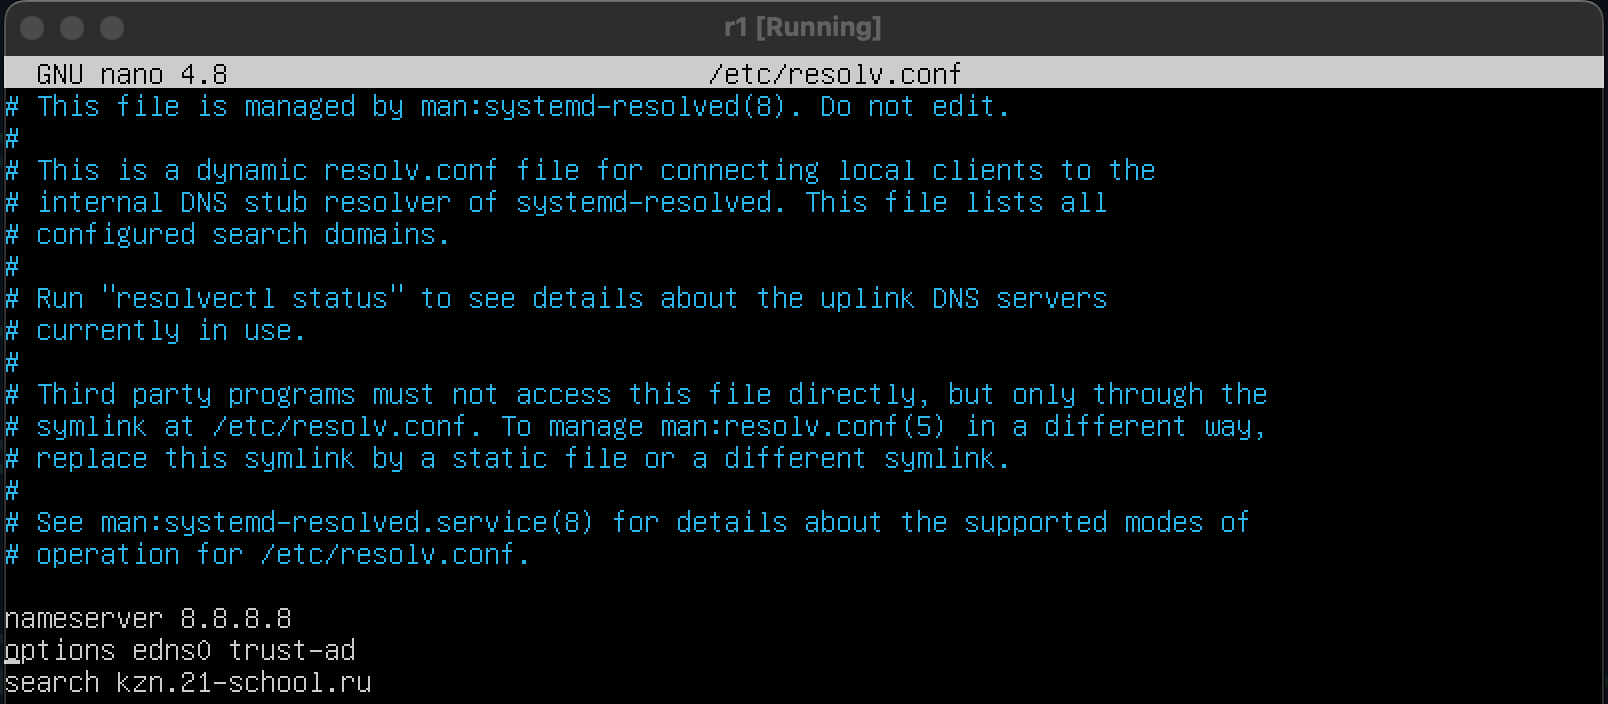 r1 [Running]
GNU nano 4.8 /etc/resolv.conf
# This file is managed by man:systemd-resolved(8). Do not edit.
#
# This is a dynamic resolv.conf file for connecting local clients to the
# internal DNS stub resolver of systemd-resolved. This file lists all
# configured search domains.
#
# Run "resolvectl status" to see details about the uplink DNS servers
# currently in use.
#
# Third party programs must not access this file directly, but only through the
# symlink at /etc/resolv.conf. To manage man:resolv.conf(5) in a different way,
# replace this symlink by a static file or a different symlink.
#
# See man:systemd-resolved.service(8) for details about the supported modes of
# operation for /etc/resolv.conf.
nameserver 8.8.8.8
options edns0 trust-ad
search kzn.21-school.ru